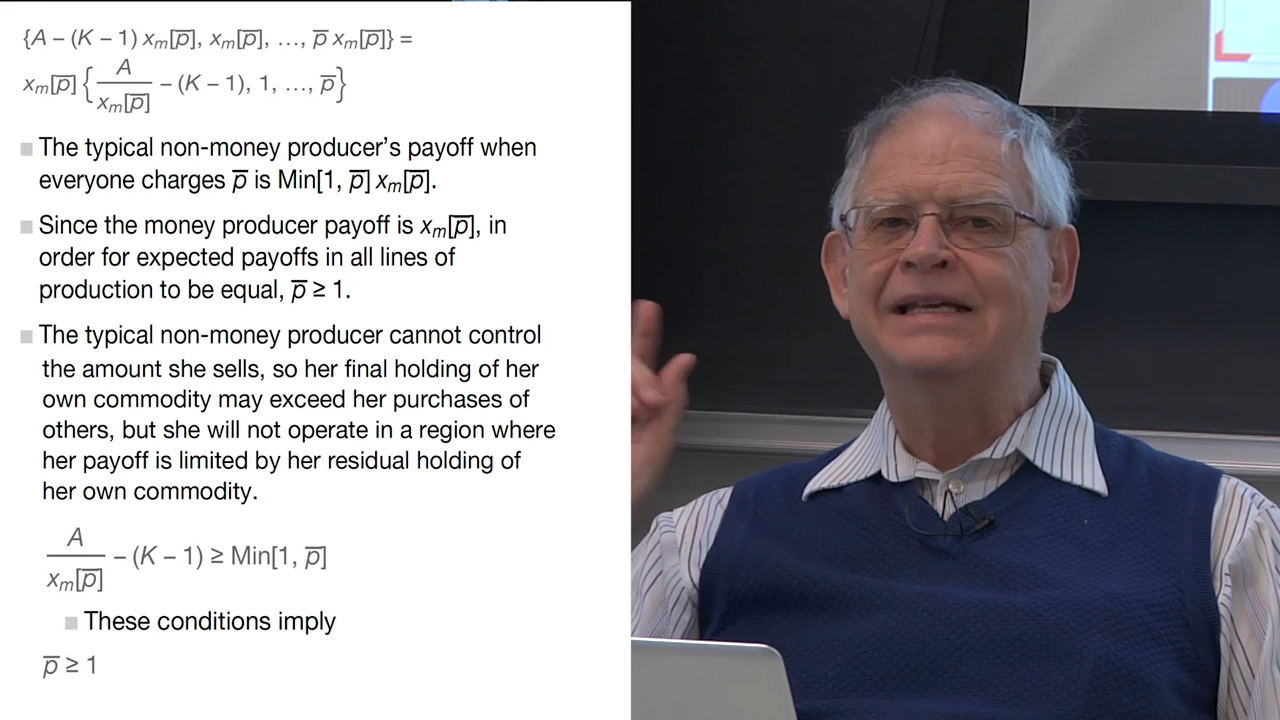 {A – (K – 1) xₘ[p̅], xₘ[p̅], …, p̅ xₘ[p̅]} =
xₘ[p̅] {A / xₘ[p̅] – (K – 1), 1, …, p̅}
The typical non-money producer's payoff when
everyone charges p̅ is Min[1, p̅] xₘ[p̅].
Since the money producer payoff is xₘ[p̅], in
order for expected payoffs in all lines of
production to be equal, p̅ ≥ 1.
The typical non-money producer cannot control
the amount she sells, so her final holding of her
own commodity may exceed her purchases of
others, but she will not operate in a region where
her payoff is limited by her residual holding of
her own commodity.
A / xₘ[p̅] – (K – 1) ≥ Min[1, p̅]
These conditions imply
p̅ ≥ 1